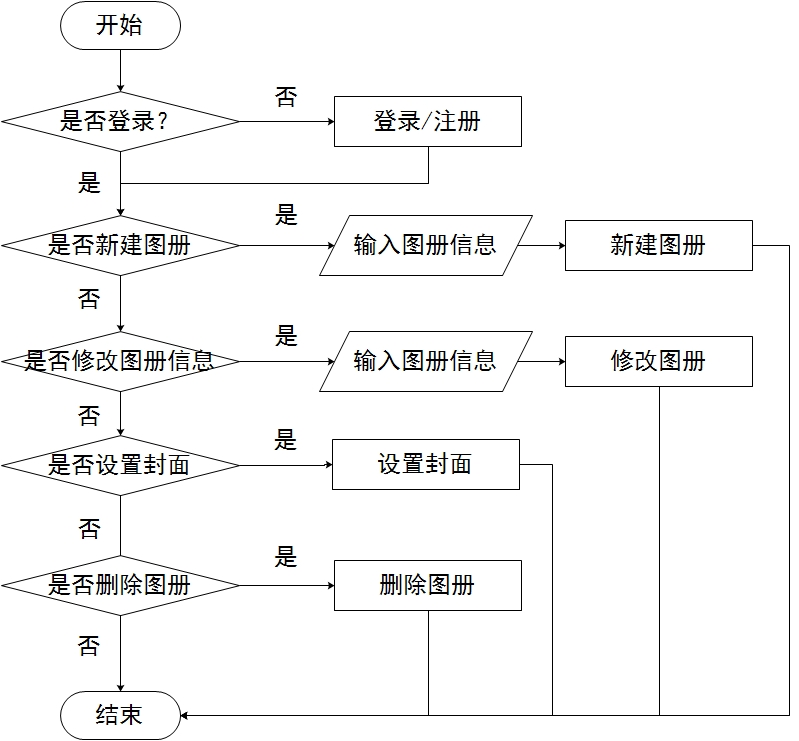 开始
是否登录?
否
登录/注册
是
是否新建图册
是
输入图册信息
新建图册
否
是否修改图册信息
是
输入图册信息
修改图册
否
是否设置封面
是
设置封面
否
是否删除图册
是
删除图册
否
结束